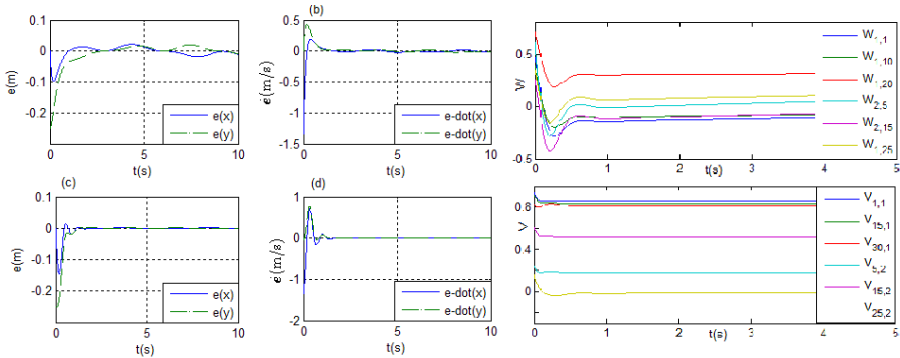 0.1
0
-0.1
-0.2
0
5
10
t(s)
e(m)
e(x)
e(y)
(b)
0.5
0
-0.5
-1
-1.5
0
5
10
t(s)
ė(m/s)
e-dot(x)
e-dot(y)
0.5
0
-0.5
0
1
2
3
4
5
t(s)
W
W1,1
W1,10
W1,20
W2,5
W2,15
W1,25
(c)
0.1
0
-0.1
-0.2
0
5
10
t(s)
e(m)
e(x)
e(y)
(d)
1
0
-1
-2
0
5
10
t(s)
ė(m/s)
e-dot(x)
e-dot(y)
0.8
0.4
0
0
1
2
3
4
5
t(s)
V
V1,1
V15,1
V30,1
V5,2
V15,2
V25,2